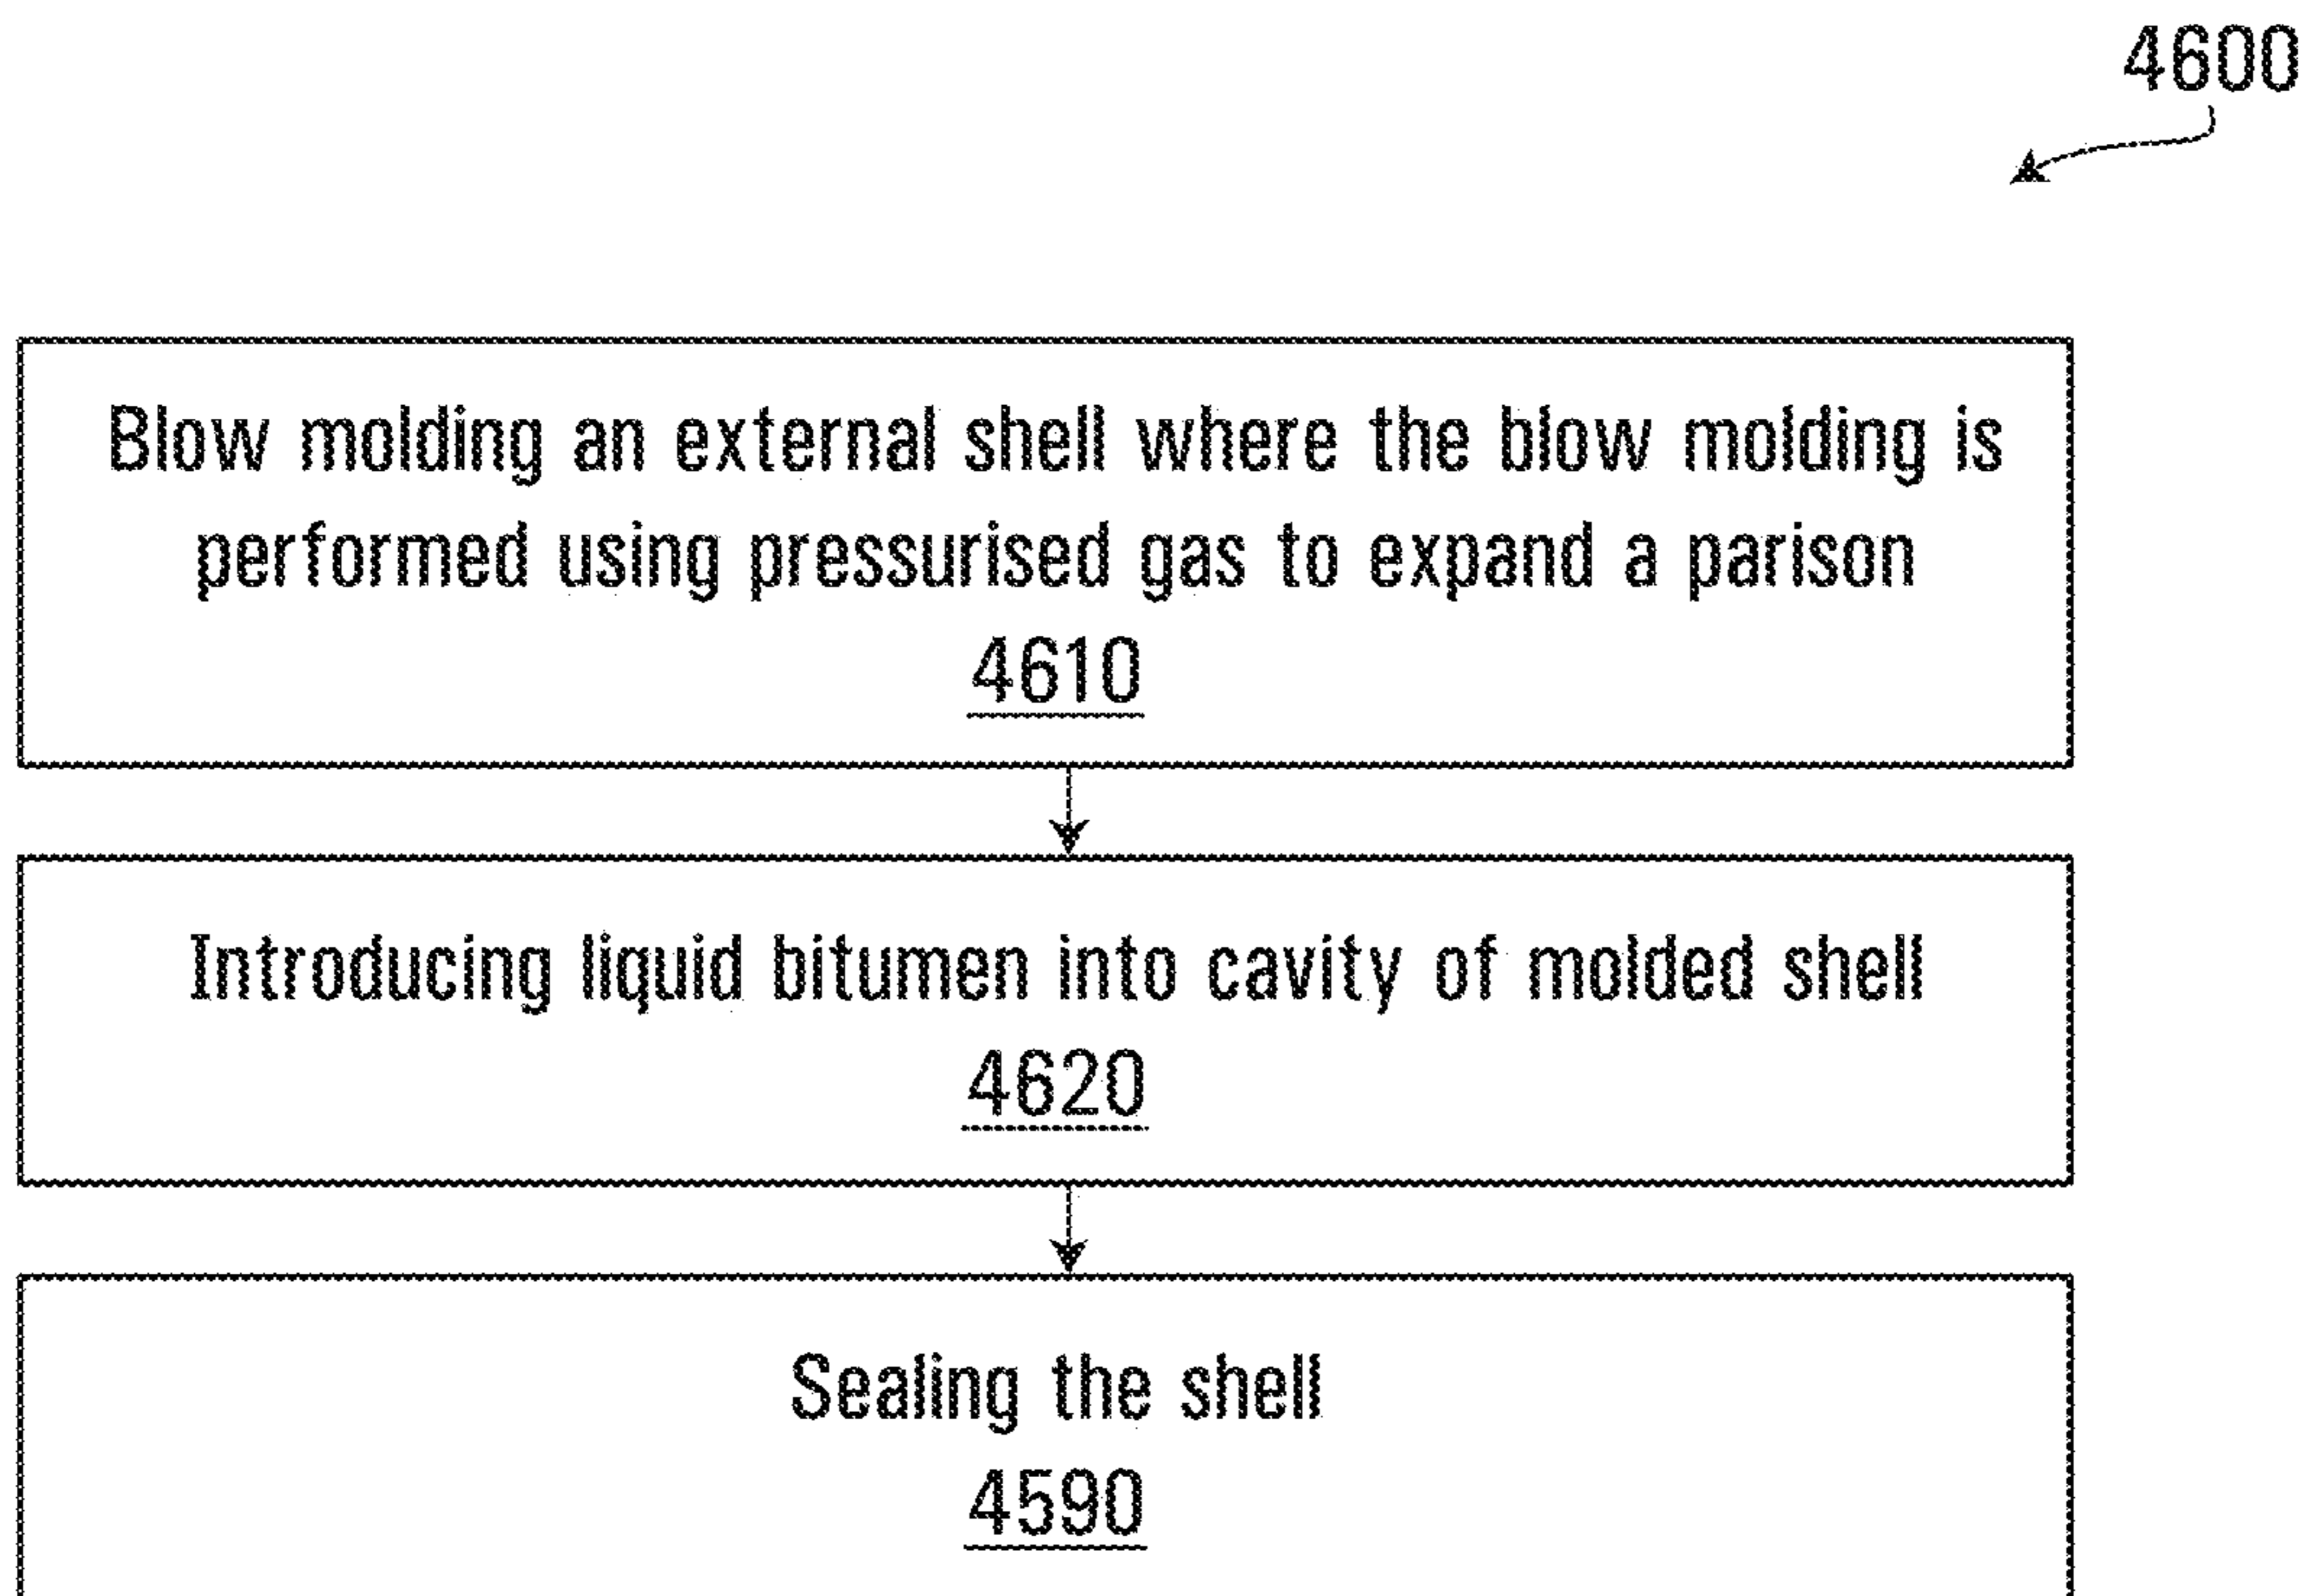 4600
Blow molding an external shell where the blow molding is
performed using pressurised gas to expand a parison
4610
Introducing liquid bitumen into cavity of molded shell
4620
Sealing the shell
4590